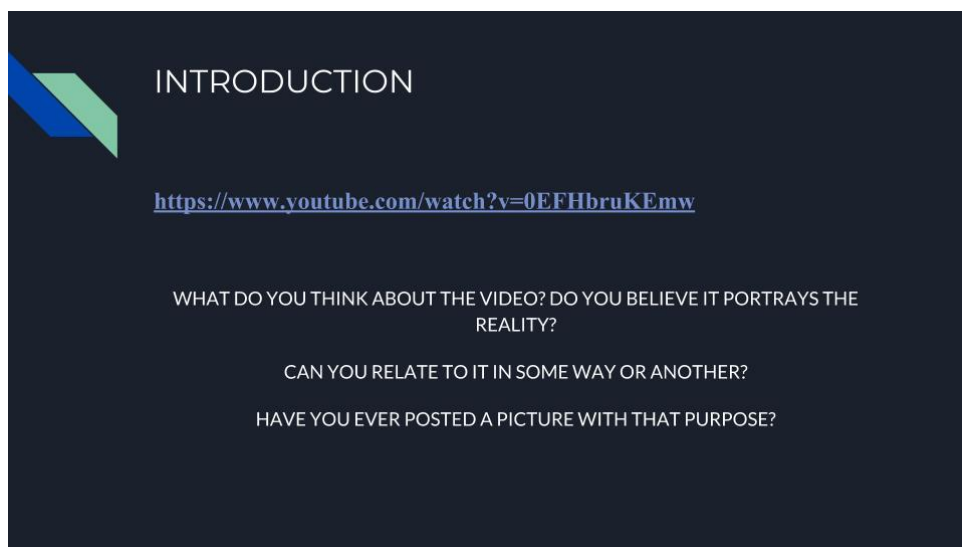 INTRODUCTION
https://www.youtube.com/watch?v=0EFHbruKEmw
WHAT DO YOU THINK ABOUT THE VIDEO? DO YOU BELIEVE IT PORTRAYS THE
REALITY?
CAN YOU RELATE TO IT IN SOME WAY OR ANOTHER?
HAVE YOU EVER POSTED A PICTURE WITH THAT PURPOSE?